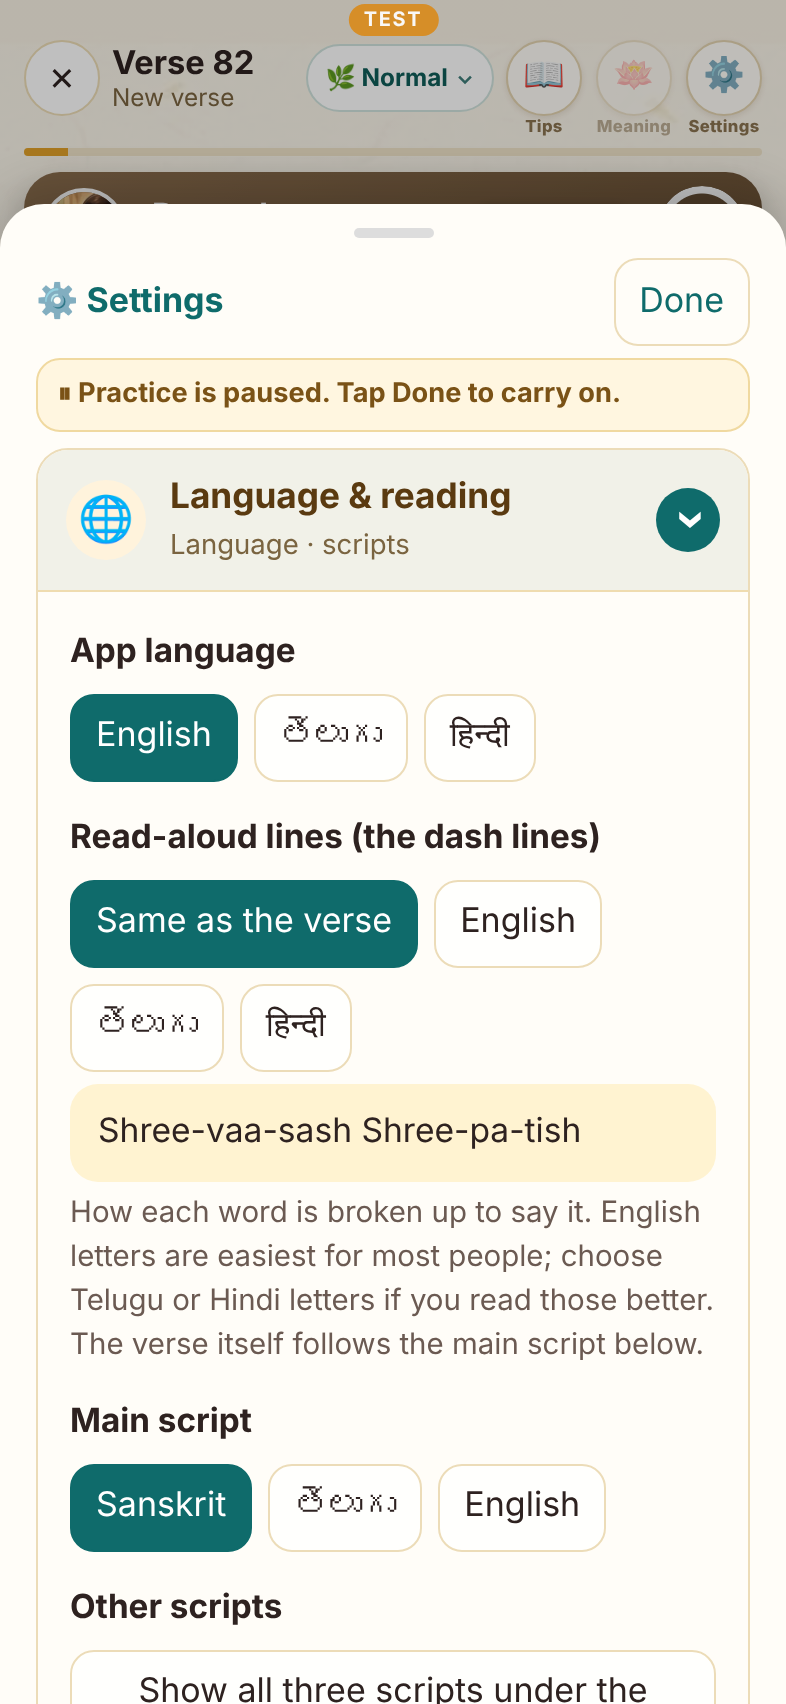 TEST
Verse 82
New verse
🌿 Normal
Tips
Meaning
Settings
⚙️ Settings
Done
Practice is paused. Tap Done to carry on.
Language & reading
Language · scripts
App language
English
తెలుగు
हिन्दी
Read-aloud lines (the dash lines)
Same as the verse
English
తెలుగు
हिन्दी
Shree-vaa-sash Shree-pa-tish
How each word is broken up to say it. English
letters are easiest for most people; choose
Telugu or Hindi letters if you read those better.
The verse itself follows the main script below.
Main script
Sanskrit
తెలుగు
English
Other scripts
Show all three scripts under the